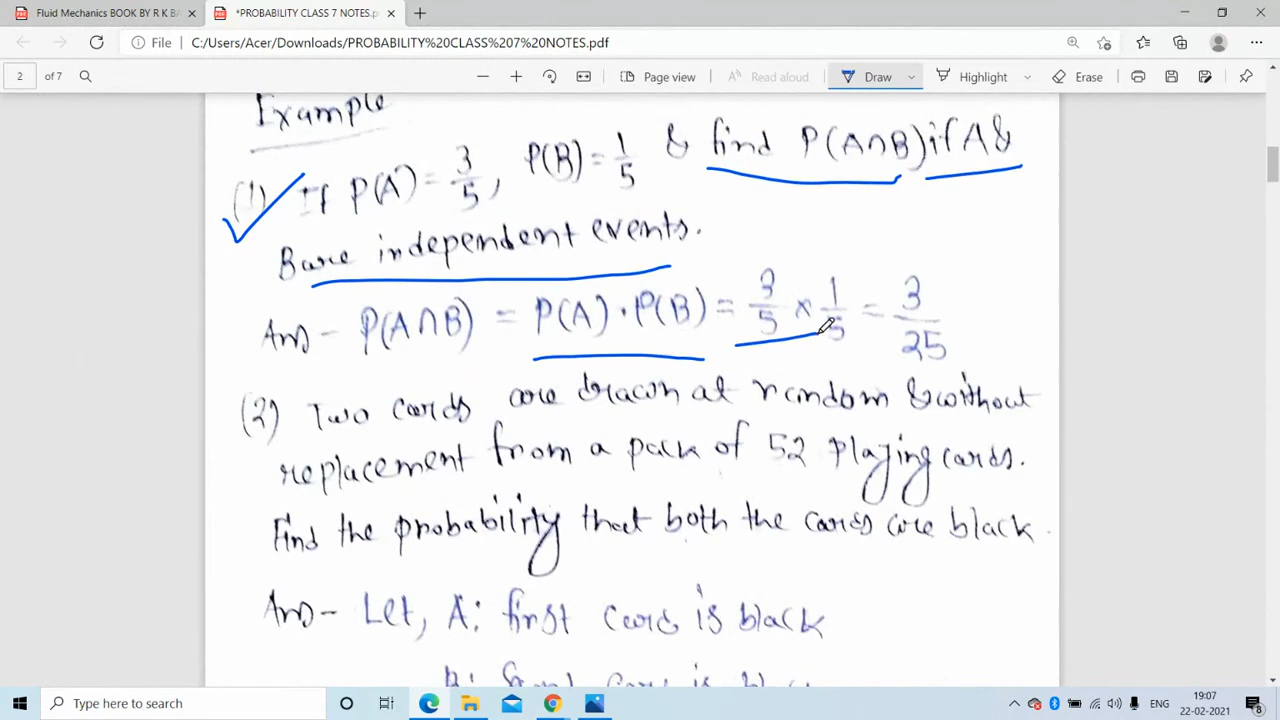 Fluid Mechanics BOOK BY R K BA
*PROBABILITY CLASS 7 NOTES.p
File
C:/Users/Acer/Downloads/PROBABILITY%20CLASS%207%20NOTES.pdf
2 of 7
Page view
Read aloud
Draw
Highlight
Erase
Example
(1) If P(A) = 3/5, P(B) = 1/5 & find P(A∩B) if A &
B are independent events.
Ans - P(A∩B) = P(A) · P(B) = 3/5 × 1/5 = 3/25
(2) Two cards are drawn at random & without
replacement from a pack of 52 playing cards.
Find the probability that both the cards are black.
Ans - Let, A: first card is black
Type here to search
ENG
19:07
22-02-2021
8